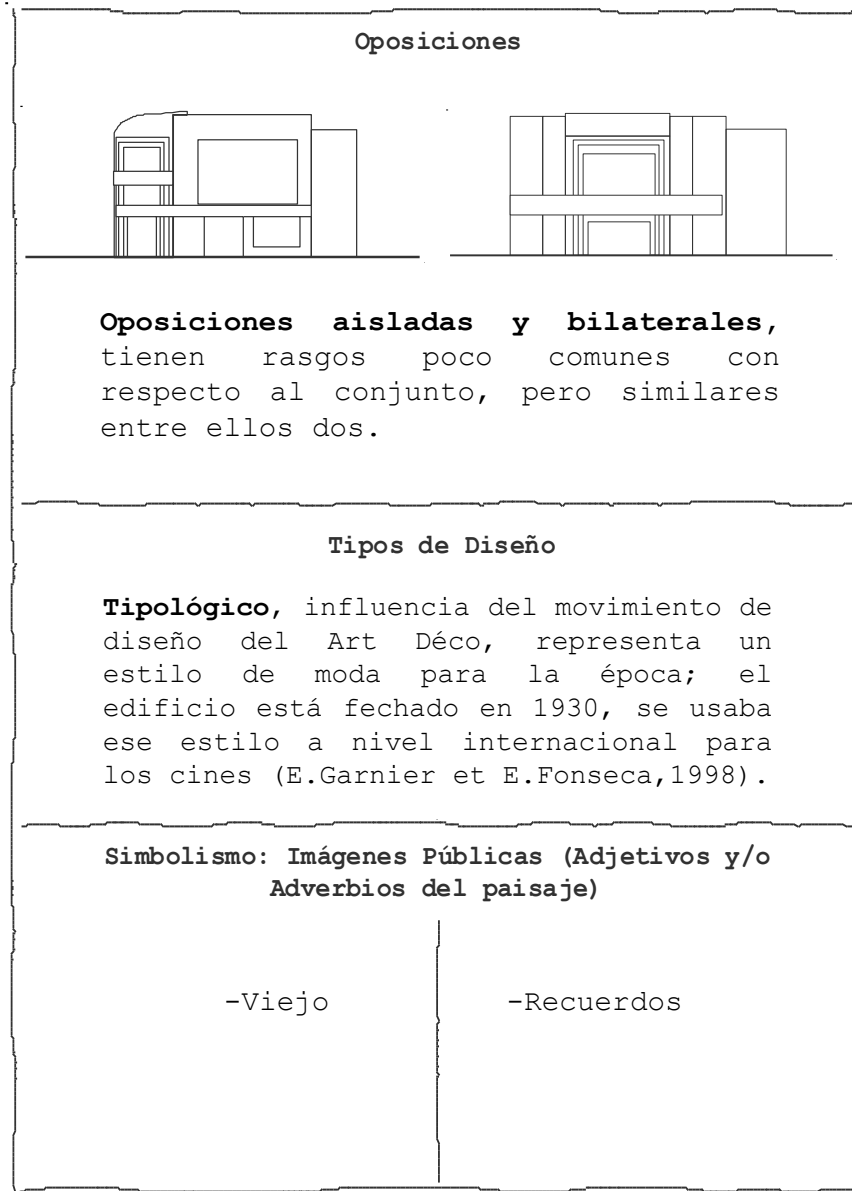 Oposiciones
Oposiciones aisladas y bilaterales,
tienen rasgos poco comunes con
respecto al conjunto, pero similares
entre ellos dos.
Tipos de Diseño
Tipológico, influencia del movimiento de
diseño del Art Déco, representa un
estilo de moda para la época; el
edificio está fechado en 1930, se usaba
ese estilo a nivel internacional para
los cines (E.Garnier et E.Fonseca,1998).
Simbolismo: Imágenes Públicas (Adjetivos y/o
Adverbios del paisaje)
-Viejo
-Recuerdos